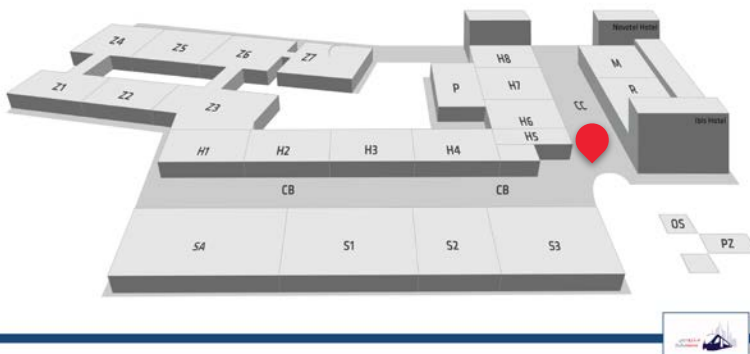 Z4
Z5
Z6
Z7
Z1
Z2
Z3
H8
H7
P
H6
H5
H1
H2
H3
H4
CB
CB
CC
Novotel Hotel
M
R
Ibis Hotel
SA
S1
S2
S3
OS
PZ